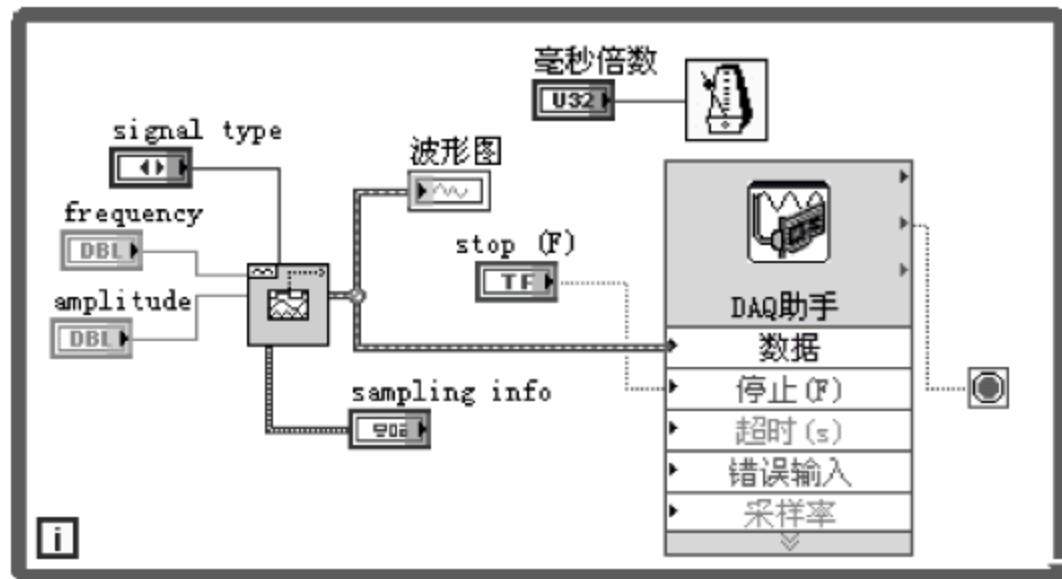 毫秒倍数
U32
signal type
波形图
frequency
DBL
stop (F)
TF
amplitude
DBL
DAQ助手
数据
停止(F)
sampling info
超时(s)
错误输入
采样率
i